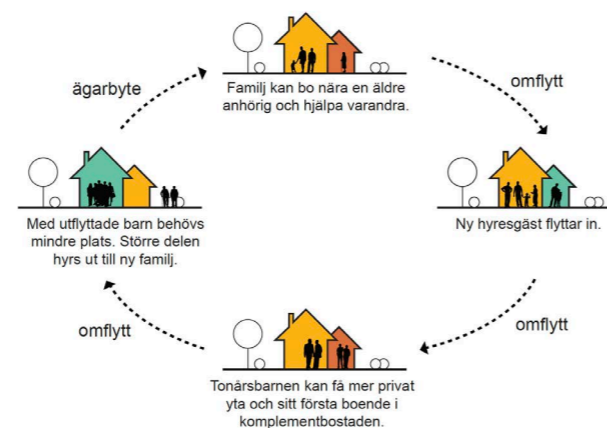 ägarbyte
Familj kan bo nära en äldre
anhörig och hjälpa varandra.
omflytt
Ny hyresgäst flyttar in.
omflytt
Tonårsbarnen kan få mer privat
yta och sitt första boende i
komplementbostaden.
omflytt
Med utflyttade barn behövs
mindre plats. Större delen
hyrs ut till ny familj.